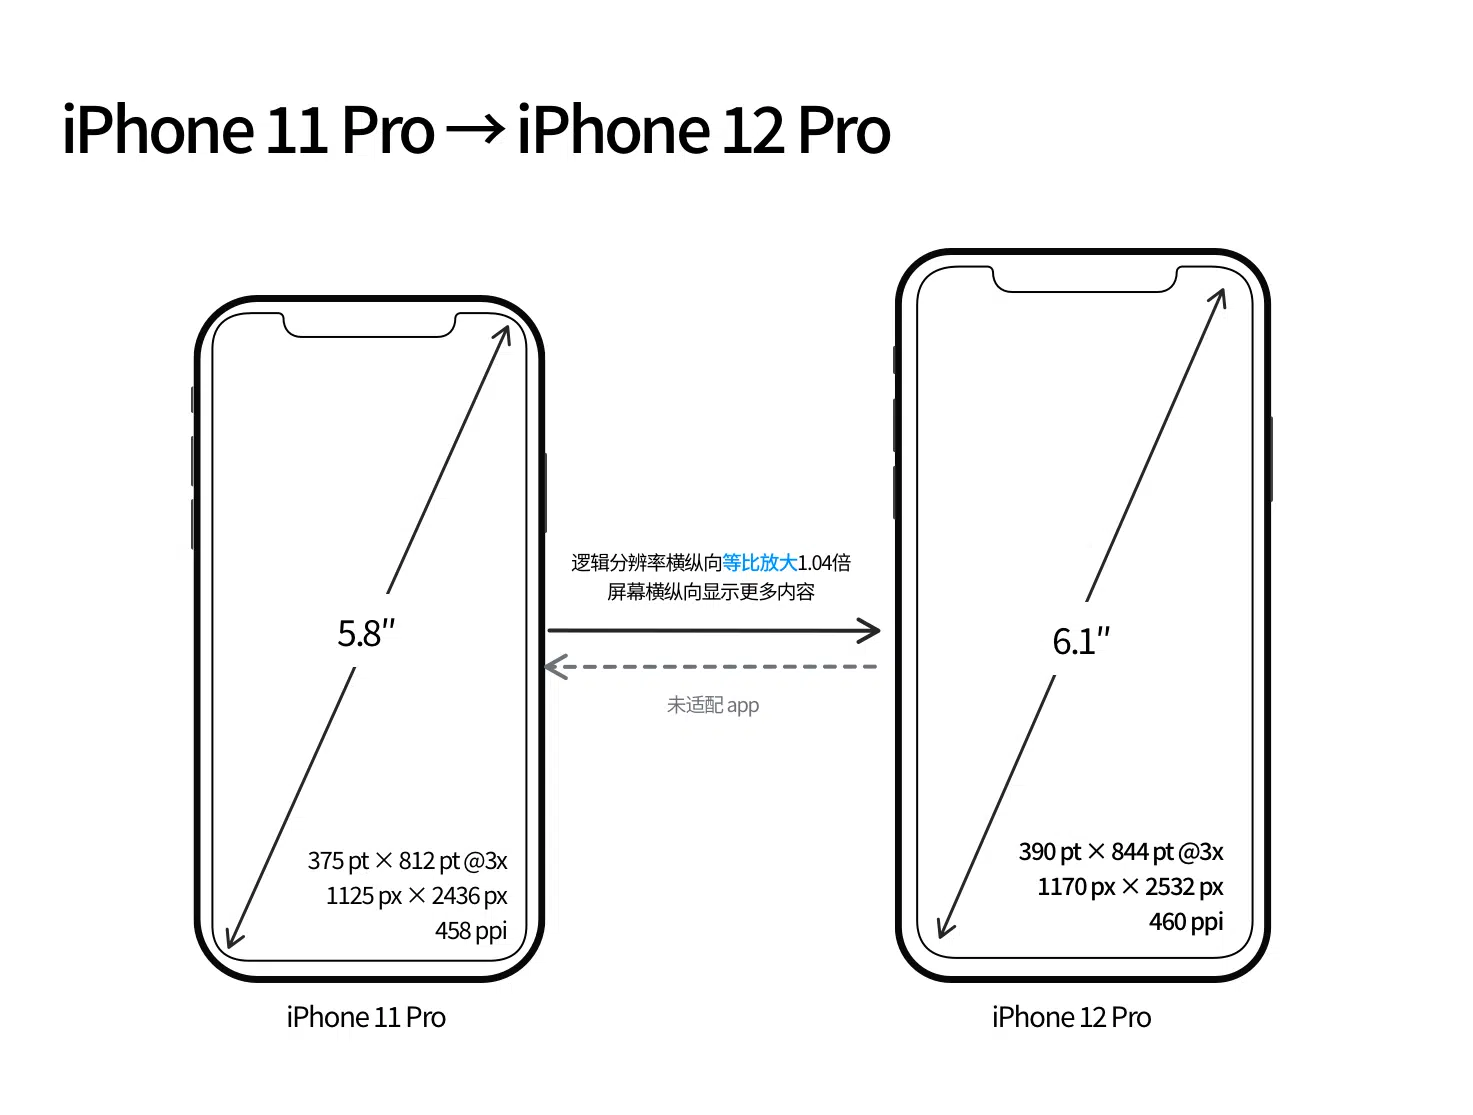 iPhone 11 Pro → iPhone 12 Pro
逻辑分辨率横纵向等比放大1.04倍
屏幕横纵向显示更多内容
未适配 app
5.8″
375 pt × 812 pt @3x
1125 px × 2436 px
458 ppi
iPhone 11 Pro
6.1″
390 pt × 844 pt @3x
1170 px × 2532 px
460 ppi
iPhone 12 Pro